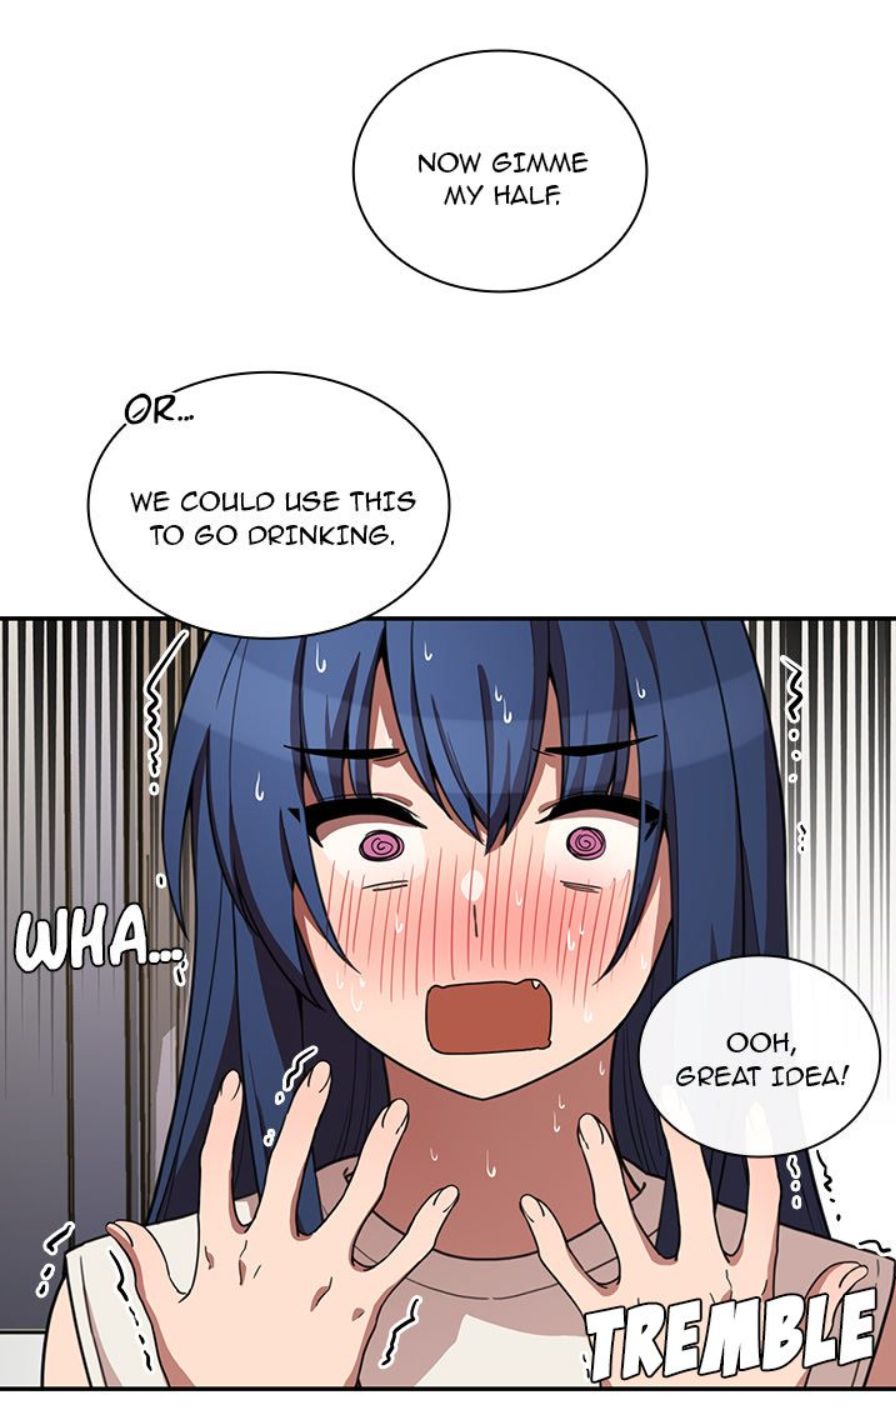 NOW GIMME
MY HALF.
OR...
WE COULD USE THIS
TO GO DRINKING.
WHA...
OOH,
GREAT IDEA!
TREMBLE